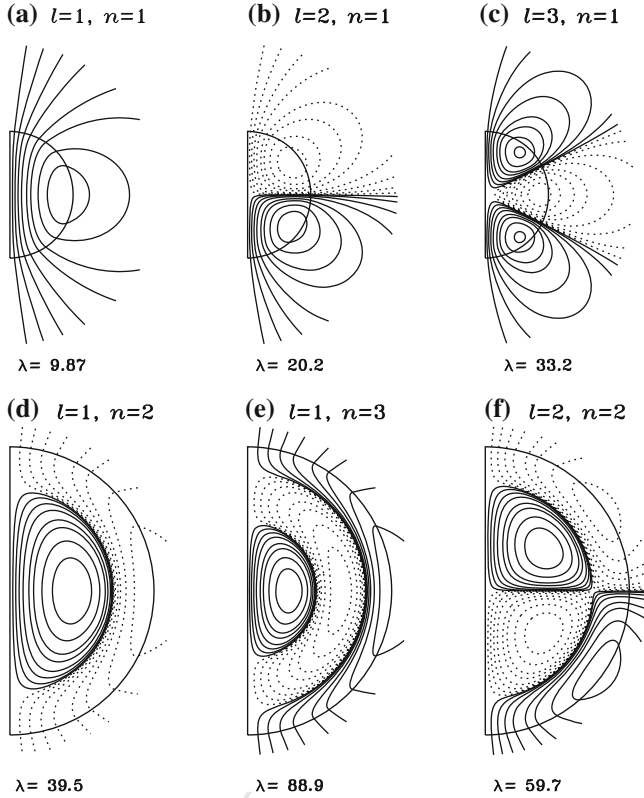 (a) l=1, n=1
(b) l=2, n=1
(c) l=3, n=1
λ= 9.87
λ= 20.2
λ= 33.2
(d) l=1, n=2
(e) l=1, n=3
(f) l=2, n=2
λ= 39.5
λ= 88.9
λ= 59.7